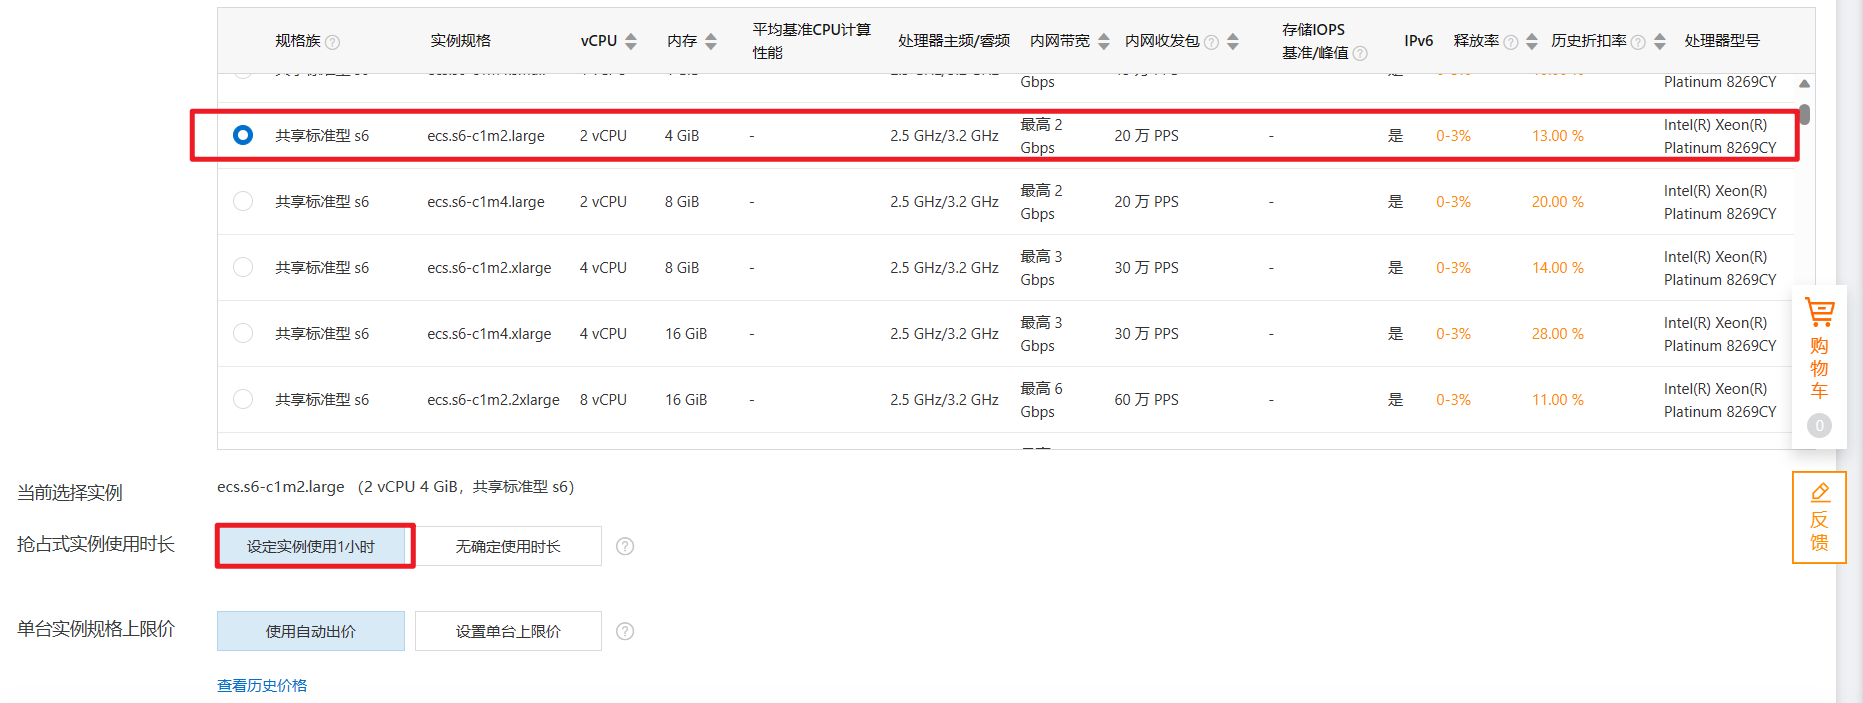 规格族 实例规格 vCPU 内存 平均基准CPU计算性能 处理器主频/睿频 内网带宽 内网收发包 存储IOPS 基准/峰值 IPv6 释放率 历史折扣率 处理器型号
Gbps Platinum 8269CY
共享标准型 s6 ecs.s6-c1m2.large 2 vCPU 4 GiB - 2.5 GHz/3.2 GHz 最高 2 Gbps 20 万 PPS - 是 0-3% 13.00 % Intel(R) Xeon(R) Platinum 8269CY
共享标准型 s6 ecs.s6-c1m4.large 2 vCPU 8 GiB - 2.5 GHz/3.2 GHz 最高 2 Gbps 20 万 PPS - 是 0-3% 20.00 % Intel(R) Xeon(R) Platinum 8269CY
共享标准型 s6 ecs.s6-c1m2.xlarge 4 vCPU 8 GiB - 2.5 GHz/3.2 GHz 最高 3 Gbps 30 万 PPS - 是 0-3% 14.00 % Intel(R) Xeon(R) Platinum 8269CY
共享标准型 s6 ecs.s6-c1m4.xlarge 4 vCPU 16 GiB - 2.5 GHz/3.2 GHz 最高 3 Gbps 30 万 PPS - 是 0-3% 28.00 % Intel(R) Xeon(R) Platinum 8269CY
共享标准型 s6 ecs.s6-c1m2.2xlarge 8 vCPU 16 GiB - 2.5 GHz/3.2 GHz 最高 6 Gbps 60 万 PPS - 是 0-3% 11.00 % Intel(R) Xeon(R) Platinum 8269CY
购物车
0
反馈
当前选择实例 ecs.s6-c1m2.large （2 vCPU 4 GiB，共享标准型 s6）
抢占式实例使用时长 设定实例使用1小时 无确定使用时长
单台实例规格上限价 使用自动出价 设置单台上限价
查看历史价格